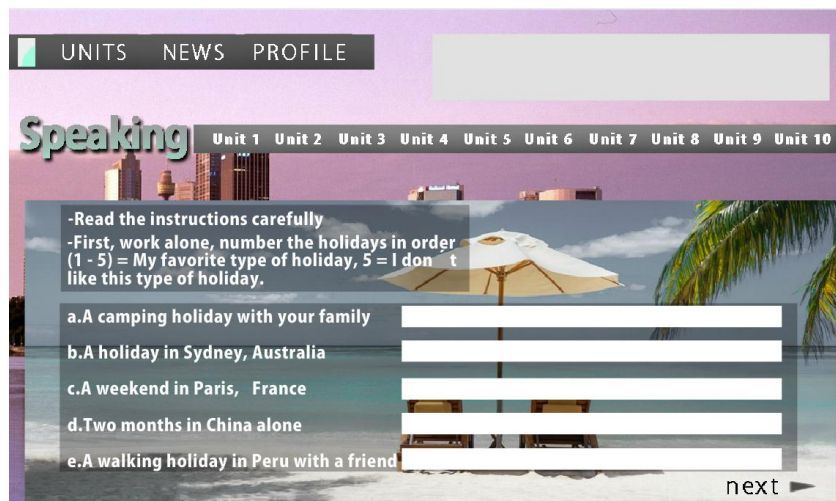 UNITS NEWS PROFILE
Speaking
Unit 1 Unit 2 Unit 3 Unit 4 Unit 5 Unit 6 Unit 7 Unit 8 Unit 9 Unit 10
-Read the instructions carefully
-First, work alone, number the holidays in order
(1 - 5) = My favorite type of holiday, 5 = I don t
like this type of holiday.
a.A camping holiday with your family
b.A holiday in Sydney, Australia
c.A weekend in Paris, France
d.Two months in China alone
e.A walking holiday in Peru with a friend
next